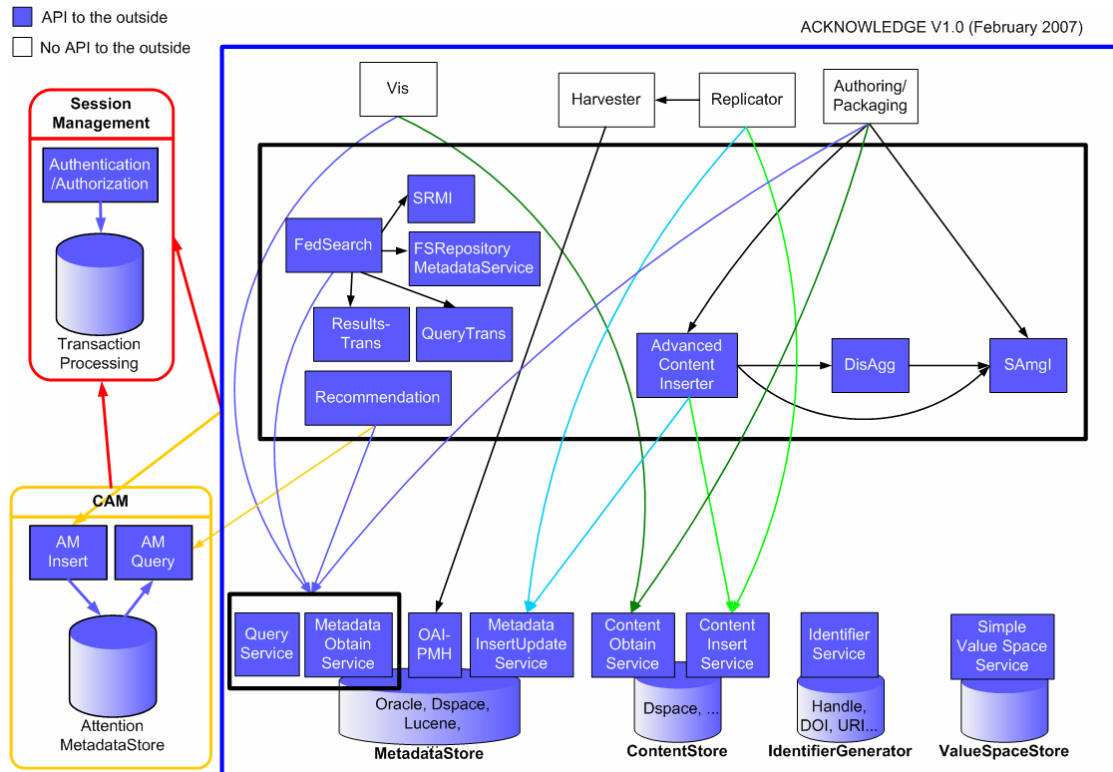 API to the outside
No API to the outside
ACKNOWLEDGE V1.0 (February 2007)
Session
Management
Authentication
/Authorization
Transaction
Processing
Vis
Harvester
Replicator
Authoring/
Packaging
SRMI
FedSearch
FSRepository
MetadataService
Results-
Trans
QueryTrans
Recommendation
Advanced
Content
Inserter
DisAgg
SAmgI
CAM
AM
Insert
AM
Query
Attention
MetadataStore
Query
Service
Metadata
Obtain
Service
OAI-
PMH
Metadata
InsertUpdate
Service
Content
Obtain
Service
Content
Insert
Service
Identifier
Service
Simple
Value Space
Service
Oracle, Dspace,
Lucene,
...
MetadataStore
Dspace, ...
ContentStore
Handle,
DOI, URI...
IdentifierGenerator
ValueSpaceStore